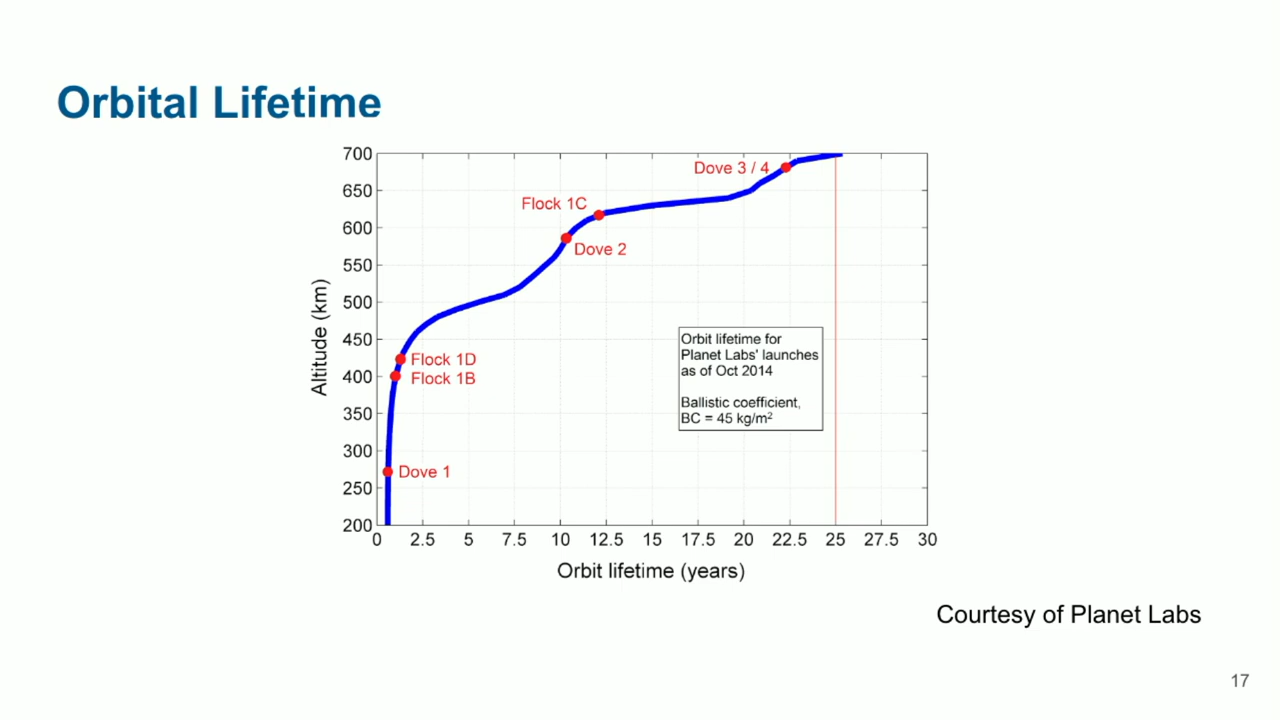 Orbital Lifetime
700
650
600
550
500
450
400
350
300
250
200
Altitude (km)
Dove 3 / 4
Flock 1C
Dove 2
Flock 1D
Flock 1B
Dove 1
Orbit lifetime for
Planet Labs' launches
as of Oct 2014
Ballistic coefficient,
BC = 45 kg/m²
0 2.5 5 7.5 10 12.5 15 17.5 20 22.5 25 27.5 30
Orbit lifetime (years)
Courtesy of Planet Labs
17